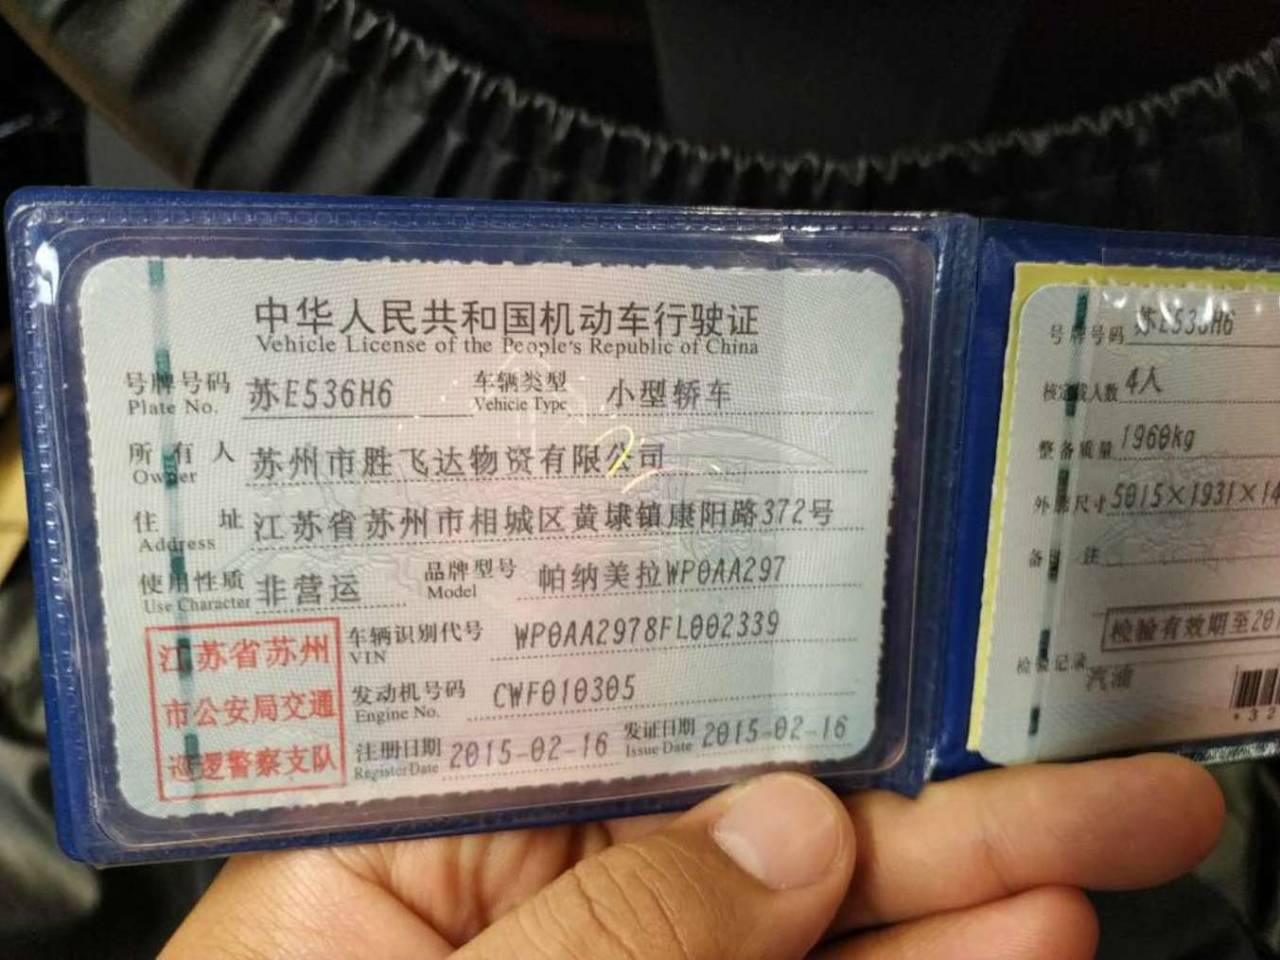 中华人民共和国机动车行驶证
Vehicle License of the People's Republic of China
号牌号码 苏E536H6 车辆类型 小型轿车
Plate No. Vehicle Type
所有人 苏州市胜飞达物资有限公司
Owner
住址 江苏省苏州市相城区黄埭镇康阳路372号
Address
使用性质 非营运 品牌型号 帕纳美拉WP0AA297
Use Character Model
江苏省苏州
市公安局交通
巡逻警察支队
车辆识别代号 WP0AA2978FL002339
VIN
发动机号码 CWF010305
Engine No.
注册日期 2015-02-16 发证日期 2015-02-16
Register Date Issue Date
号牌号码 苏E536H6
核定载人数 4人
整备质量 1960kg
外廓尺寸 5015×1931×14
备注
检验有效期至20
检验记录
汽油